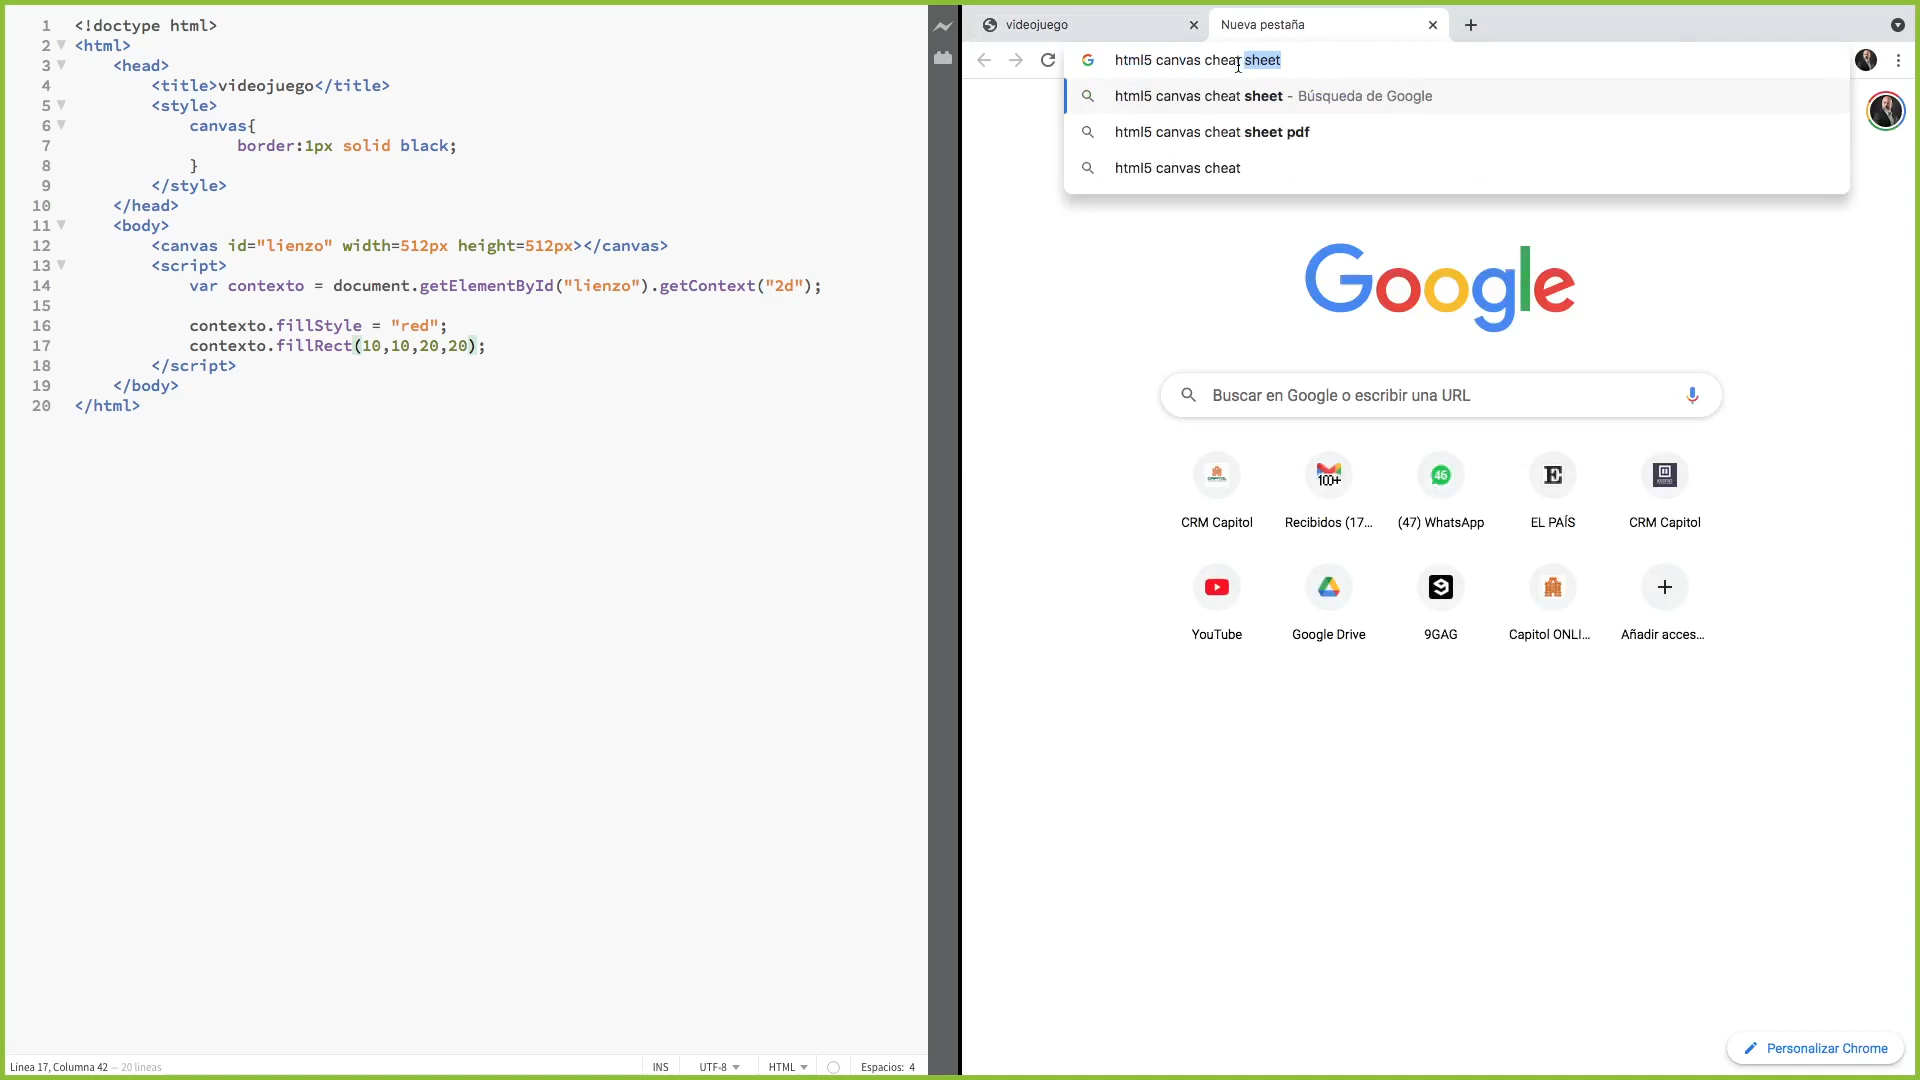 1 <!doctype html>
2 <html>
3 <head>
4 <title>videojuego</title>
5 <style>
6 canvas{
7 border:1px solid black;
8 }
9 </style>
10 </head>
11 <body>
12 <canvas id="lienzo" width=512px height=512px></canvas>
13 <script>
14 var contexto = document.getElementById("lienzo").getContext("2d");
15
16 contexto.fillStyle = "red";
17 contexto.fillRect(10,10,20,20);
18 </script>
19 </body>
20 </html>
Línea 17, Columna 42 — 20 líneas
INS UTF-8 HTML Espacios: 4
videojuego Nueva pestaña
html5 canvas cheat sheet
html5 canvas cheat sheet - Búsqueda de Google
html5 canvas cheat sheet pdf
html5 canvas cheat
Google
Buscar en Google o escribir una URL
100+ 46 E
CRM Capitol Recibidos (17... (47) WhatsApp EL PAÍS CRM Capitol
YouTube Google Drive 9GAG Capitol ONLI... Añadir acces...
Personalizar Chrome